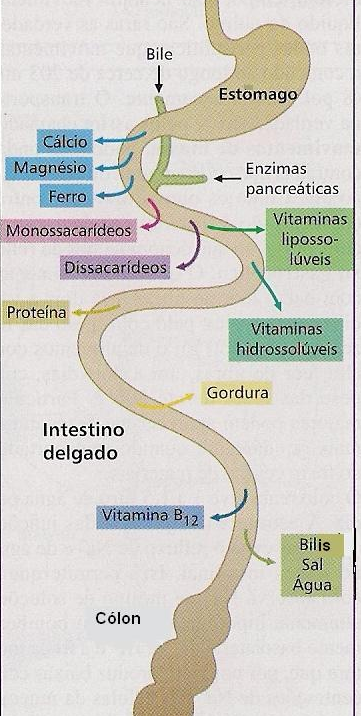 Bile
Estomago
Cálcio
Magnésio
Ferro
Enzimas
pancreáticas
Monossacarídeos
Vitaminas
liposso-
lúveis
Dissacarídeos
Proteína
Vitaminas
hidrossolúveis
Gordura
Intestino
delgado
Vitamina B12
Bilis
Sal
Água
Cólon